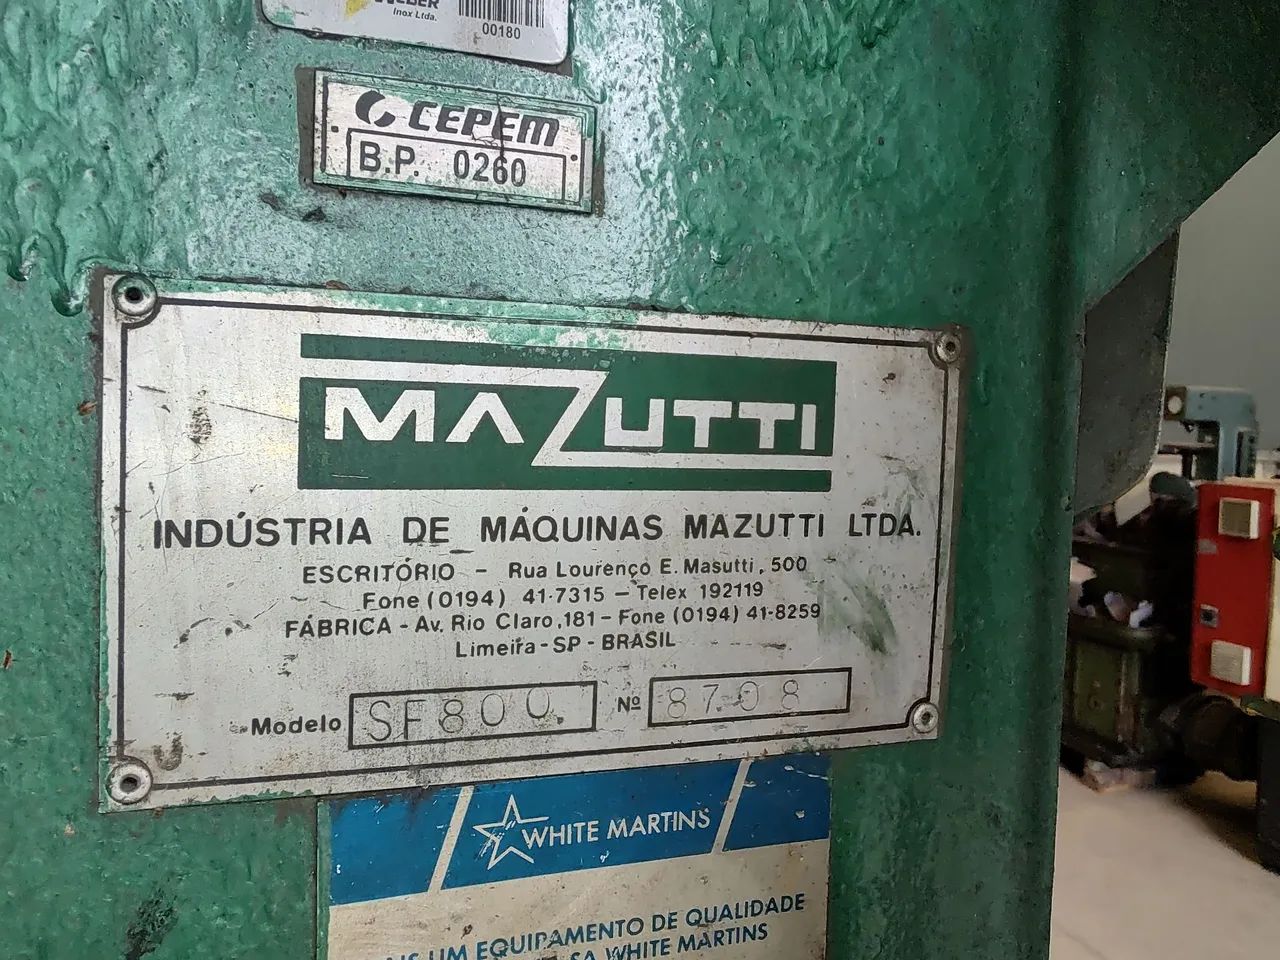 Inox Ltda.
00180
CEPEM
B.P. 0260
MAZUTTI
INDÚSTRIA DE MÁQUINAS MAZUTTI LTDA.
ESCRITÓRIO - Rua Lourenço E. Masutti, 500
Fone (0194) 41-7315 - Telex 192119
FÁBRICA - Av. Rio Claro, 181 - Fone (0194) 41-8259
Limeira - SP - BRASIL
Modelo SF800 Nº 87.08
WHITE MARTINS
UM EQUIPAMENTO DE QUALIDADE
WHITE MARTINS